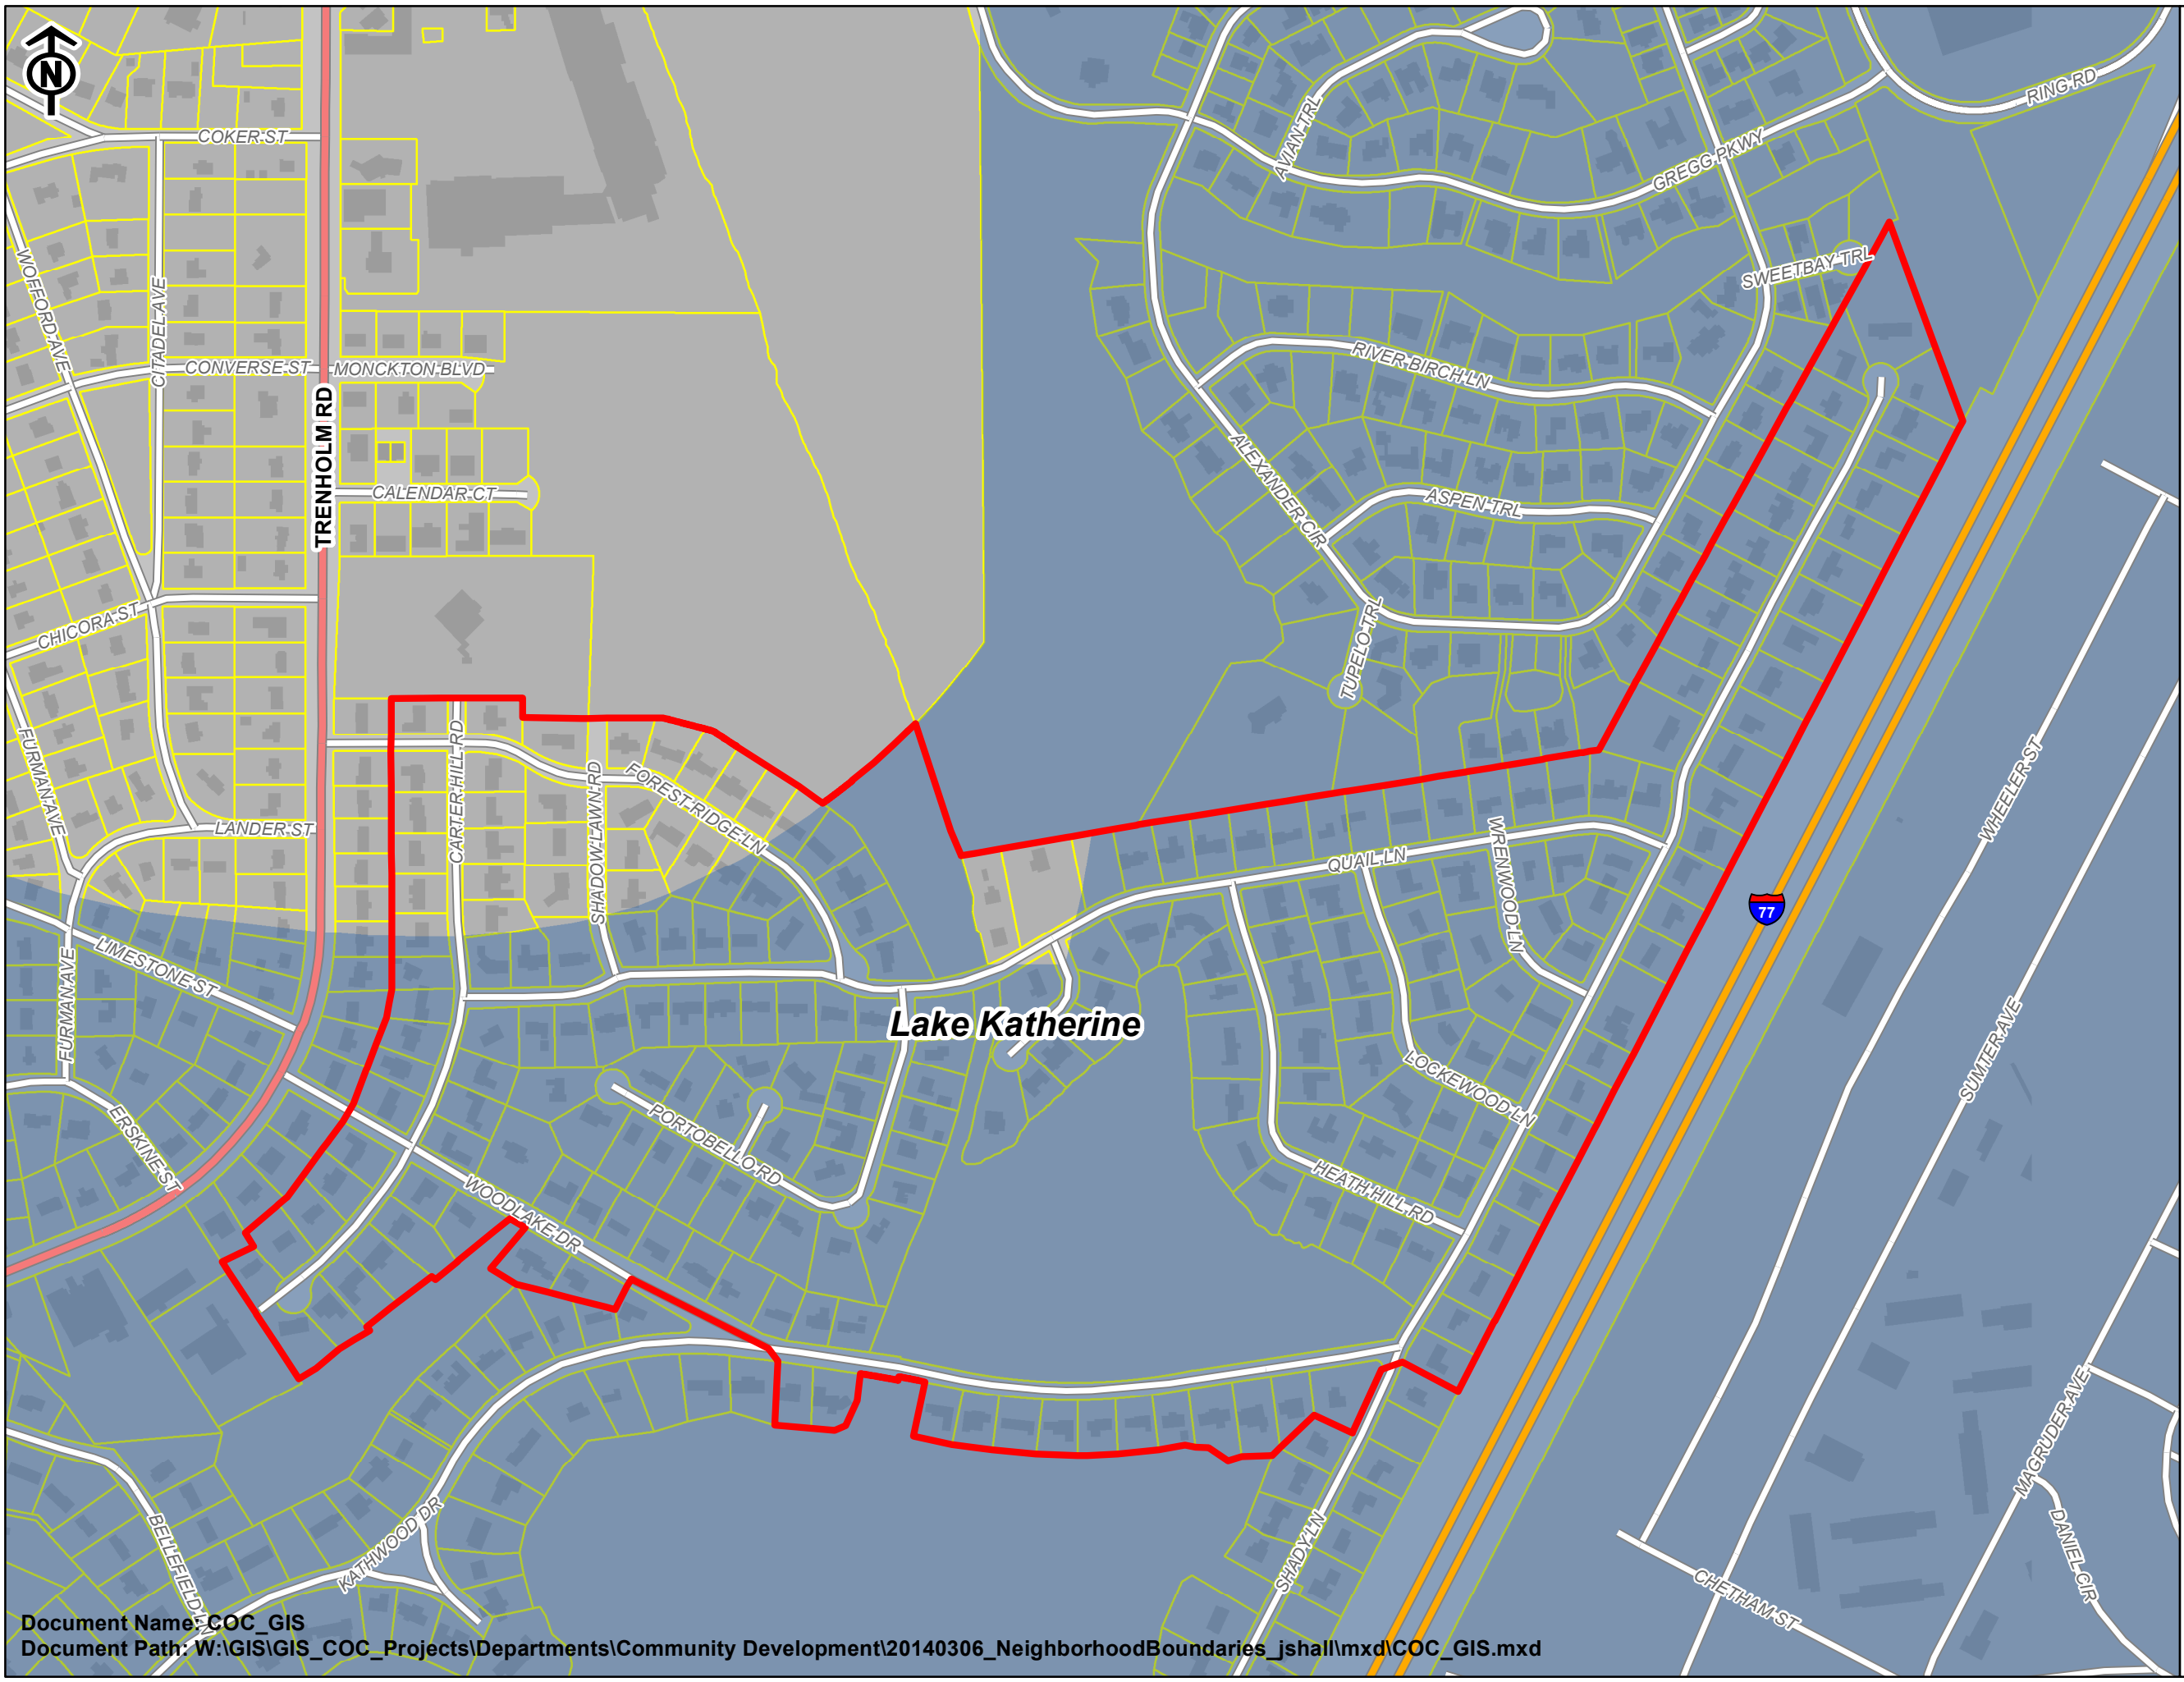 N
COKER ST
AVIAN TRL
RING RD
GREGG PKWY
WOFFORD AVE
CITADEL AVE
SWEETBAY TRL
CONVERSE ST
MONCKTON BLVD
RIVER BIRCH LN
TRENHOLM RD
CALENDAR CT
ALEXANDER CIR
ASPEN TRL
CHICORA ST
TUPELO TRL
FURMAN AVE
CARTER HILL RD
SHADOW LAWN RD
FOREST RIDGE LN
LANDER ST
WHEELER ST
QUAIL LN
WRENWOOD LN
77
LIMESTONE ST
FURMAN AVE
Lake Katherine
SUMTER AVE
LOCKEWOOD LN
ERSKINE ST
PORTOBELLO RD
WOODLAKE DR
HEATH HILL RD
MAGRUDER AVE
BELLEFIELD LN
KATHWOOD DR
SHADY LN
CHETHAM ST
DANIEL CIR
Document Name: COC_GIS
Document Path: W:\GIS\GIS_COC_Projects\Departments\Community Development\20140306_NeighborhoodBoundaries_jshall\mxd\COC_GIS.mxd